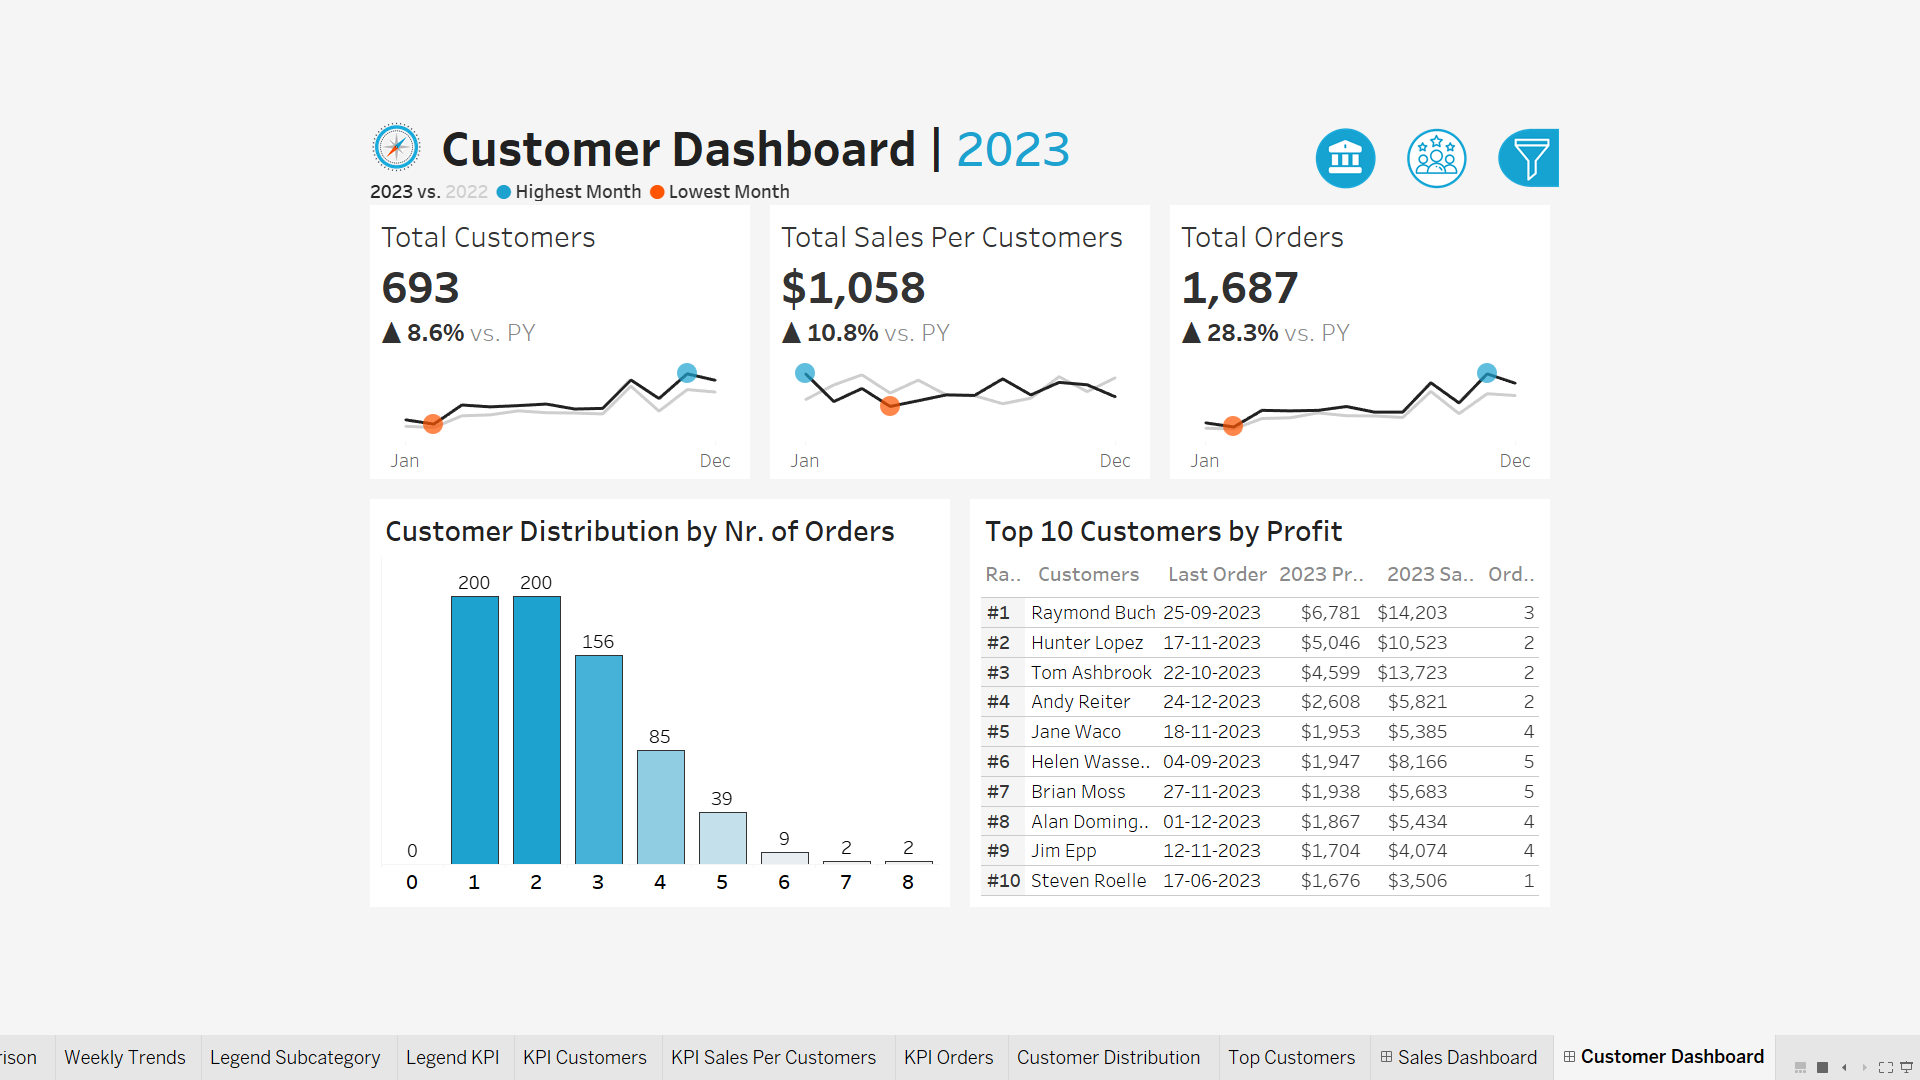 Customer Dashboard | 2023
2023 vs. 2022 Highest Month Lowest Month
Total Customers
693
▲ 8.6% vs. PY
Jan Dec
Total Sales Per Customers
$1,058
▲ 10.8% vs. PY
Jan Dec
Total Orders
1,687
▲ 28.3% vs. PY
Jan Dec
Customer Distribution by Nr. of Orders
200 200 156 85 39 9 2 2 0
0 1 2 3 4 5 6 7 8
Top 10 Customers by Profit
Ra.. Customers Last Order 2023 Pr.. 2023 Sa.. Ord..
#1 Raymond Buch 25-09-2023 $6,781 $14,203 3
#2 Hunter Lopez 17-11-2023 $5,046 $10,523 2
#3 Tom Ashbrook 22-10-2023 $4,599 $13,723 2
#4 Andy Reiter 24-12-2023 $2,608 $5,821 2
#5 Jane Waco 18-11-2023 $1,953 $5,385 4
#6 Helen Wasse.. 04-09-2023 $1,947 $8,166 5
#7 Brian Moss 27-11-2023 $1,938 $5,683 5
#8 Alan Doming.. 01-12-2023 $1,867 $5,434 4
#9 Jim Epp 12-11-2023 $1,704 $4,074 4
#10 Steven Roelle 17-06-2023 $1,676 $3,506 1
rison Weekly Trends Legend Subcategory Legend KPI KPI Customers KPI Sales Per Customers KPI Orders Customer Distribution Top Customers Sales Dashboard Customer Dashboard